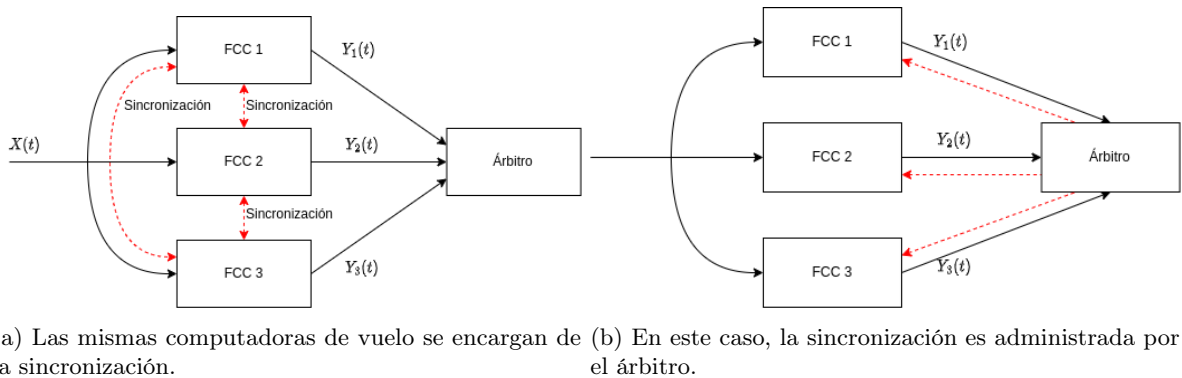 FCC 1
Y₁(t)
Sincronización
Sincronización
X(t)
FCC 2
Y₂(t)
Árbitro
Sincronización
FCC 3
Y₃(t)
a) Las mismas computadoras de vuelo se encargan de
a sincronización.
FCC 1
Y₁(t)
FCC 2
Y₂(t)
Árbitro
FCC 3
Y₃(t)
(b) En este caso, la sincronización es administrada por
el árbitro.